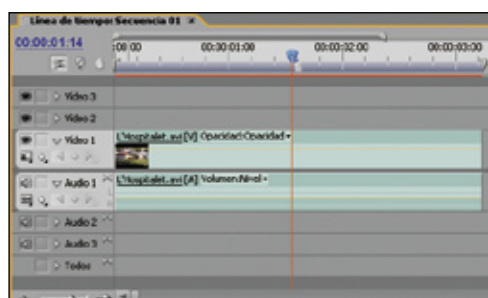 Línea de tiempo: Secuencia 01 ×
00:00:01:14
:00:00 00:00:01:00 00:00:02:00 00:00:03:00
Vídeo 3
Vídeo 2
Vídeo 1 L'Hospitalet.avi [V] Opacidad:Opacidad
Audio 1 L'Hospitalet.avi [A] Volumen:Nivel
Audio 2
Audio 3
Todos